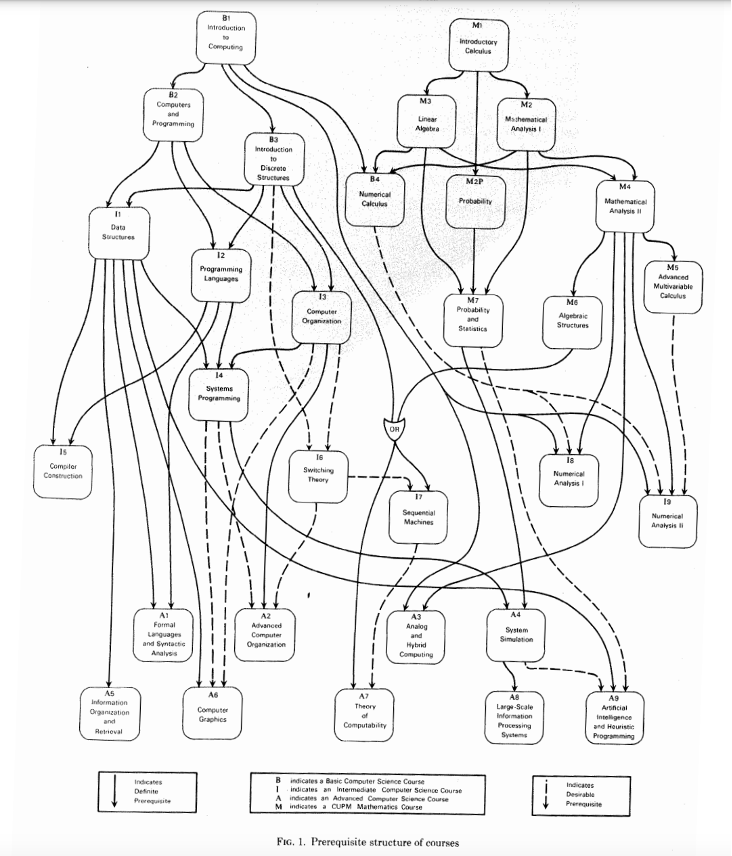 B1
Introduction
to
Computing
M1
Introductory
Calculus
B2
Computers
and
Programming
M3
Linear
Algebra
M2
Mathematical
Analysis I
B3
Introduction
to
Discrete
Structures
B4
Numerical
Calculus
M2P
Probability
M4
Mathematical
Analysis II
I1
Data
Structures
I2
Programming
Languages
I3
Computer
Organization
M7
Probability
and
Statistics
M6
Algebraic
Structures
M5
Advanced
Multivariable
Calculus
I4
Systems
Programming
OR
I5
Compiler
Construction
I6
Switching
Theory
I7
Sequential
Machines
I8
Numerical
Analysis I
I9
Numerical
Analysis II
A1
Formal
Languages
and Syntactic
Analysis
A2
Advanced
Computer
Organization
A3
Analog
and
Hybrid
Computing
A4
System
Simulation
A5
Information
Organization
and
Retrieval
A6
Computer
Graphics
A7
Theory
of
Computability
A8
Large-Scale
Information
Processing
Systems
A9
Artificial
Intelligence
and Heuristic
Programming
Indicates
Definite
Prerequisite
B indicates a Basic Computer Science Course
I indicates an Intermediate Computer Science Course
A indicates an Advanced Computer Science Course
M indicates a CUPM Mathematics Course
Indicates
Desirable
Prerequisite
FIG. 1. Prerequisite structure of courses